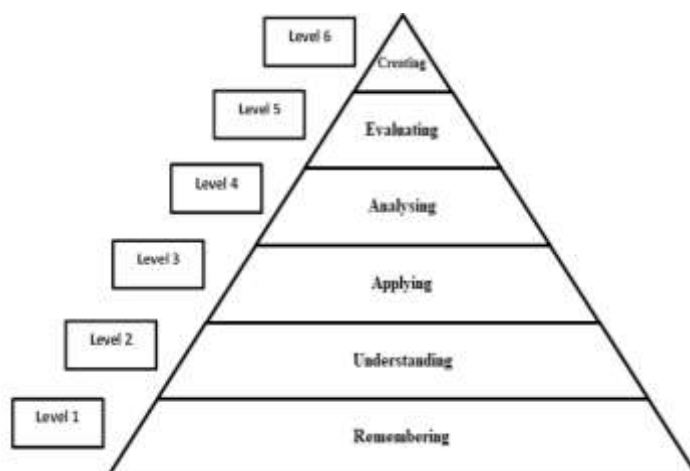 Level 6
Creating
Level 5
Evaluating
Level 4
Analysing
Level 3
Applying
Level 2
Understanding
Level 1
Remembering